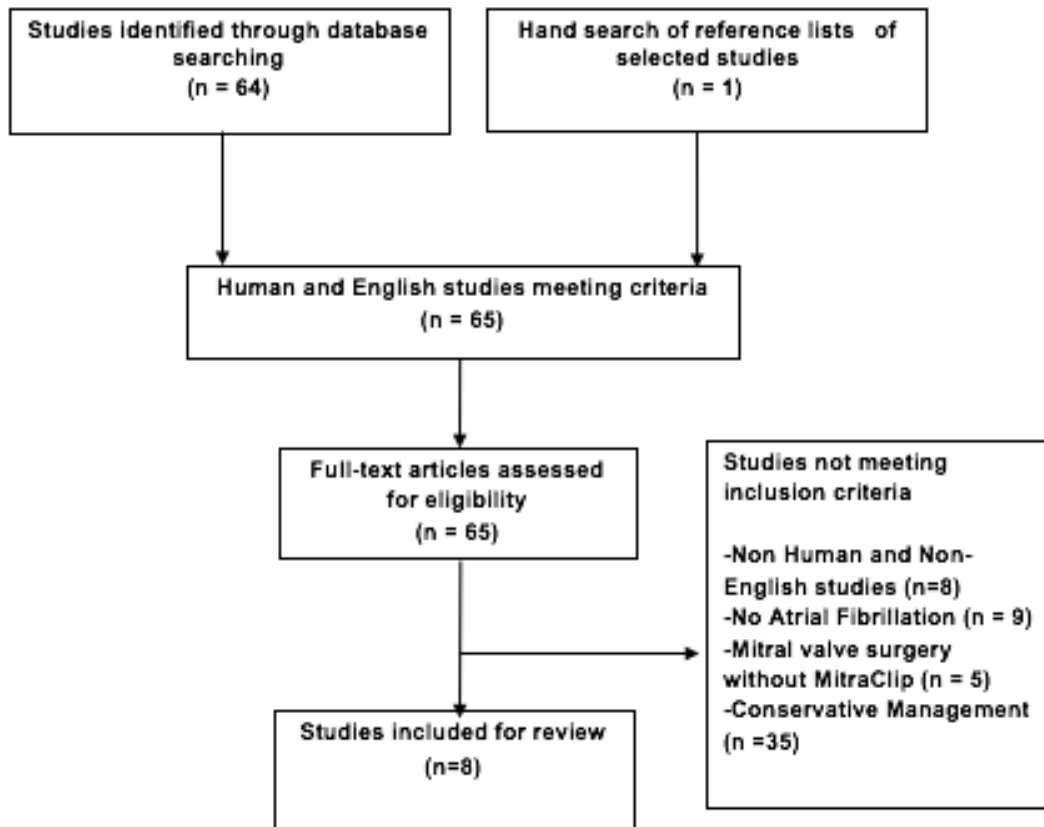 Studies identified through database
searching
(n = 64)
Hand search of reference lists of
selected studies
(n = 1)
Human and English studies meeting criteria
(n = 65)
Full-text articles assessed
for eligibility
(n = 65)
Studies not meeting
inclusion criteria
-Non Human and Non-
English studies (n=8)
-No Atrial Fibrillation (n = 9)
-Mitral valve surgery
without MitraClip (n = 5)
-Conservative Management
(n =35)
Studies included for review
(n=8)